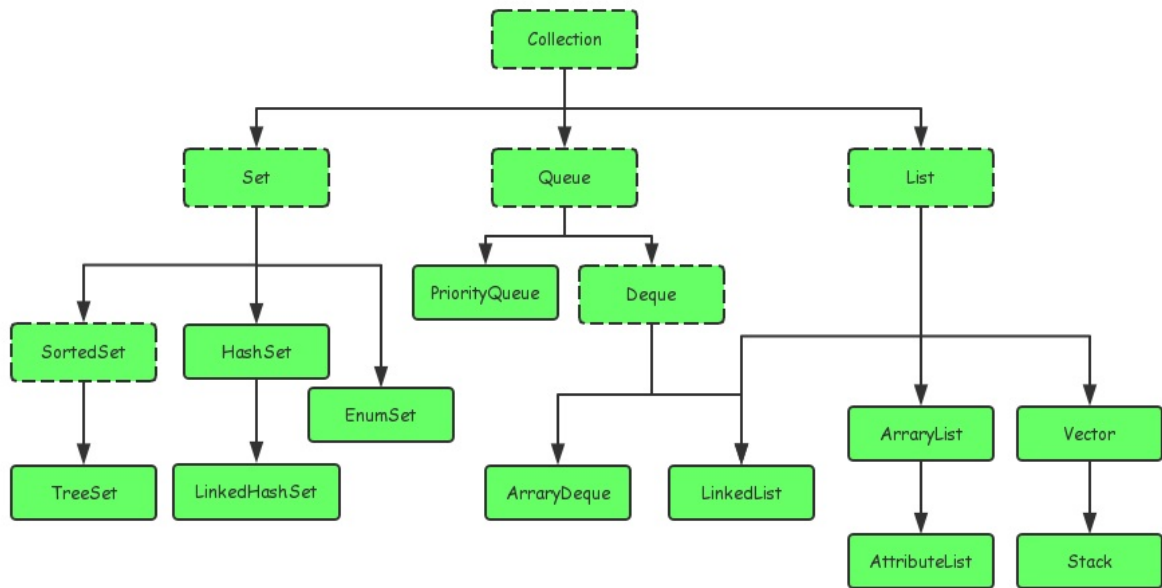 Collection
Set
Queue
List
PriorityQueue
Deque
SortedSet
HashSet
EnumSet
ArraryList
Vector
TreeSet
LinkedHashSet
ArraryDeque
LinkedList
AttributeList
Stack